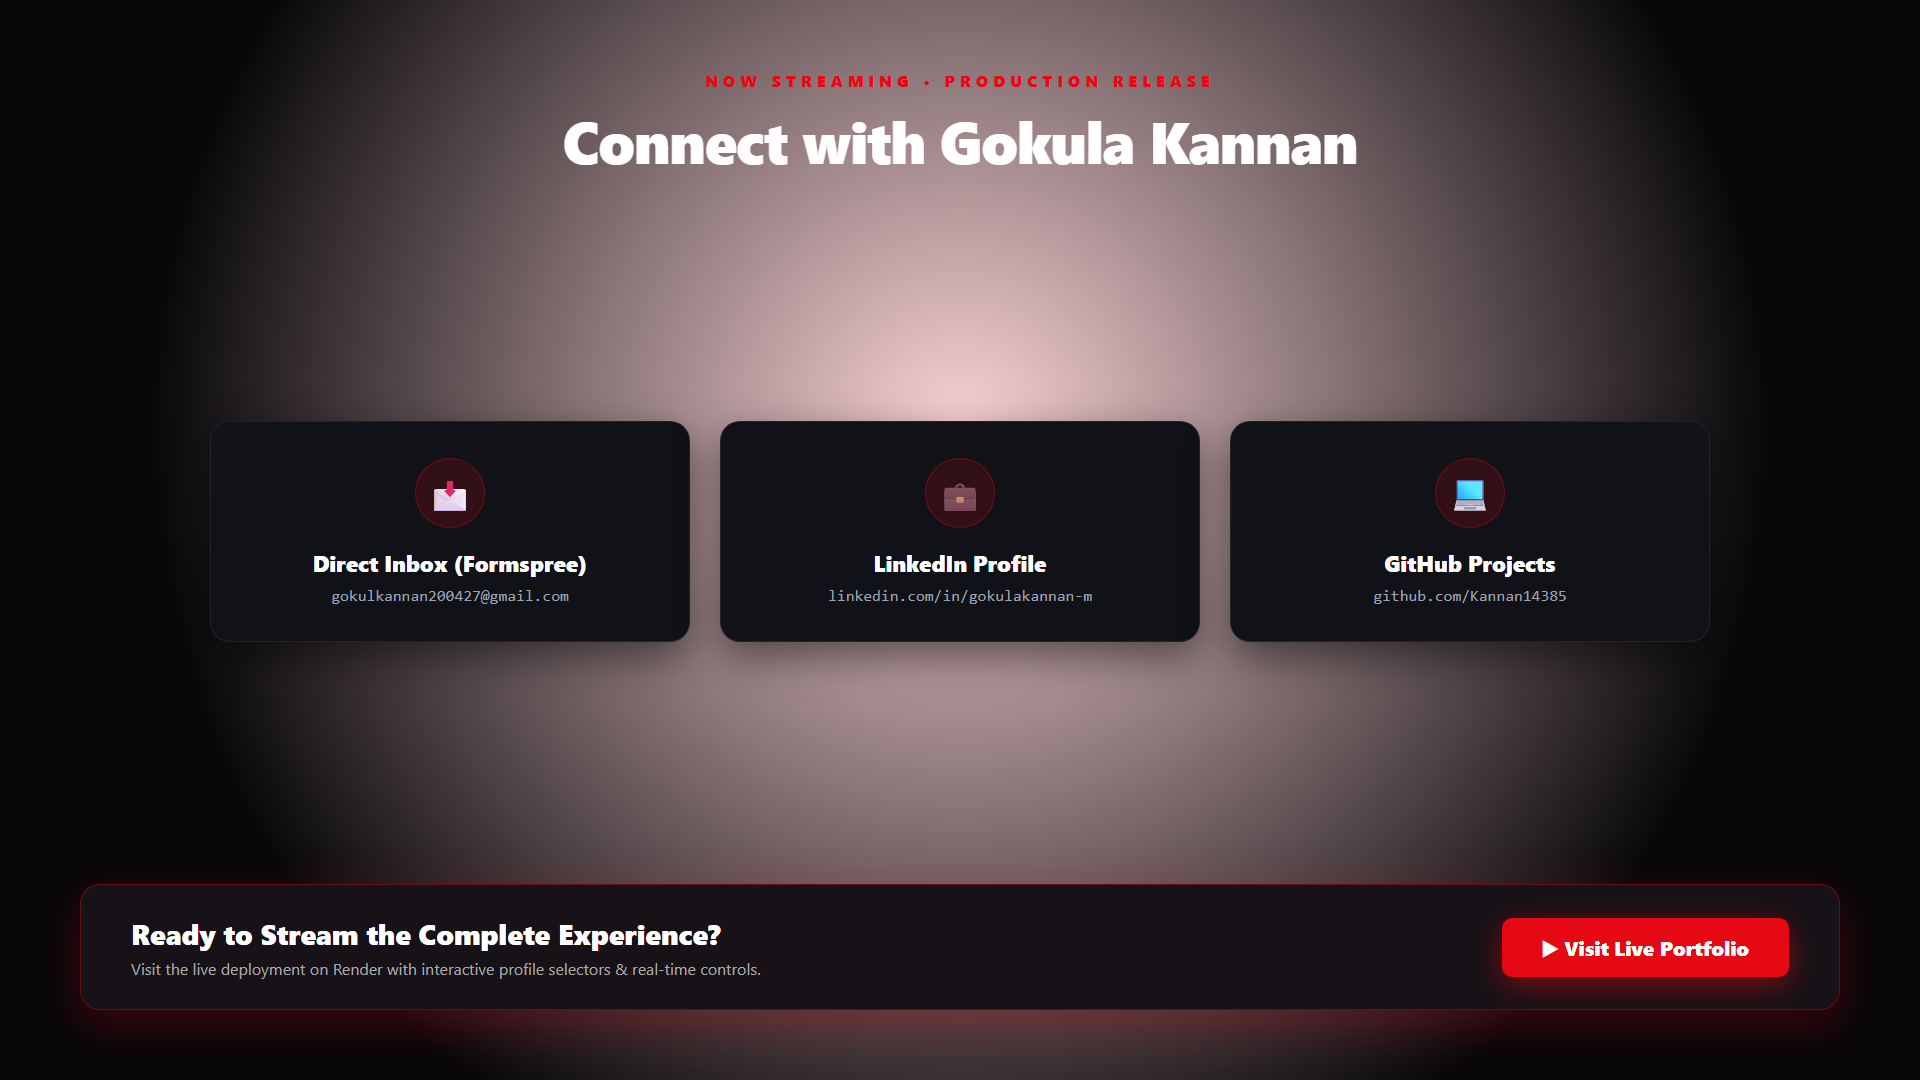 NOW STREAMING • PRODUCTION RELEASE
Connect with Gokula Kannan
Direct Inbox (Formspree)
gokulkannan200427@gmail.com
LinkedIn Profile
linkedin.com/in/gokulakannan-m
GitHub Projects
github.com/Kannan14385
Ready to Stream the Complete Experience?
Visit the live deployment on Render with interactive profile selectors & real-time controls.
▶ Visit Live Portfolio